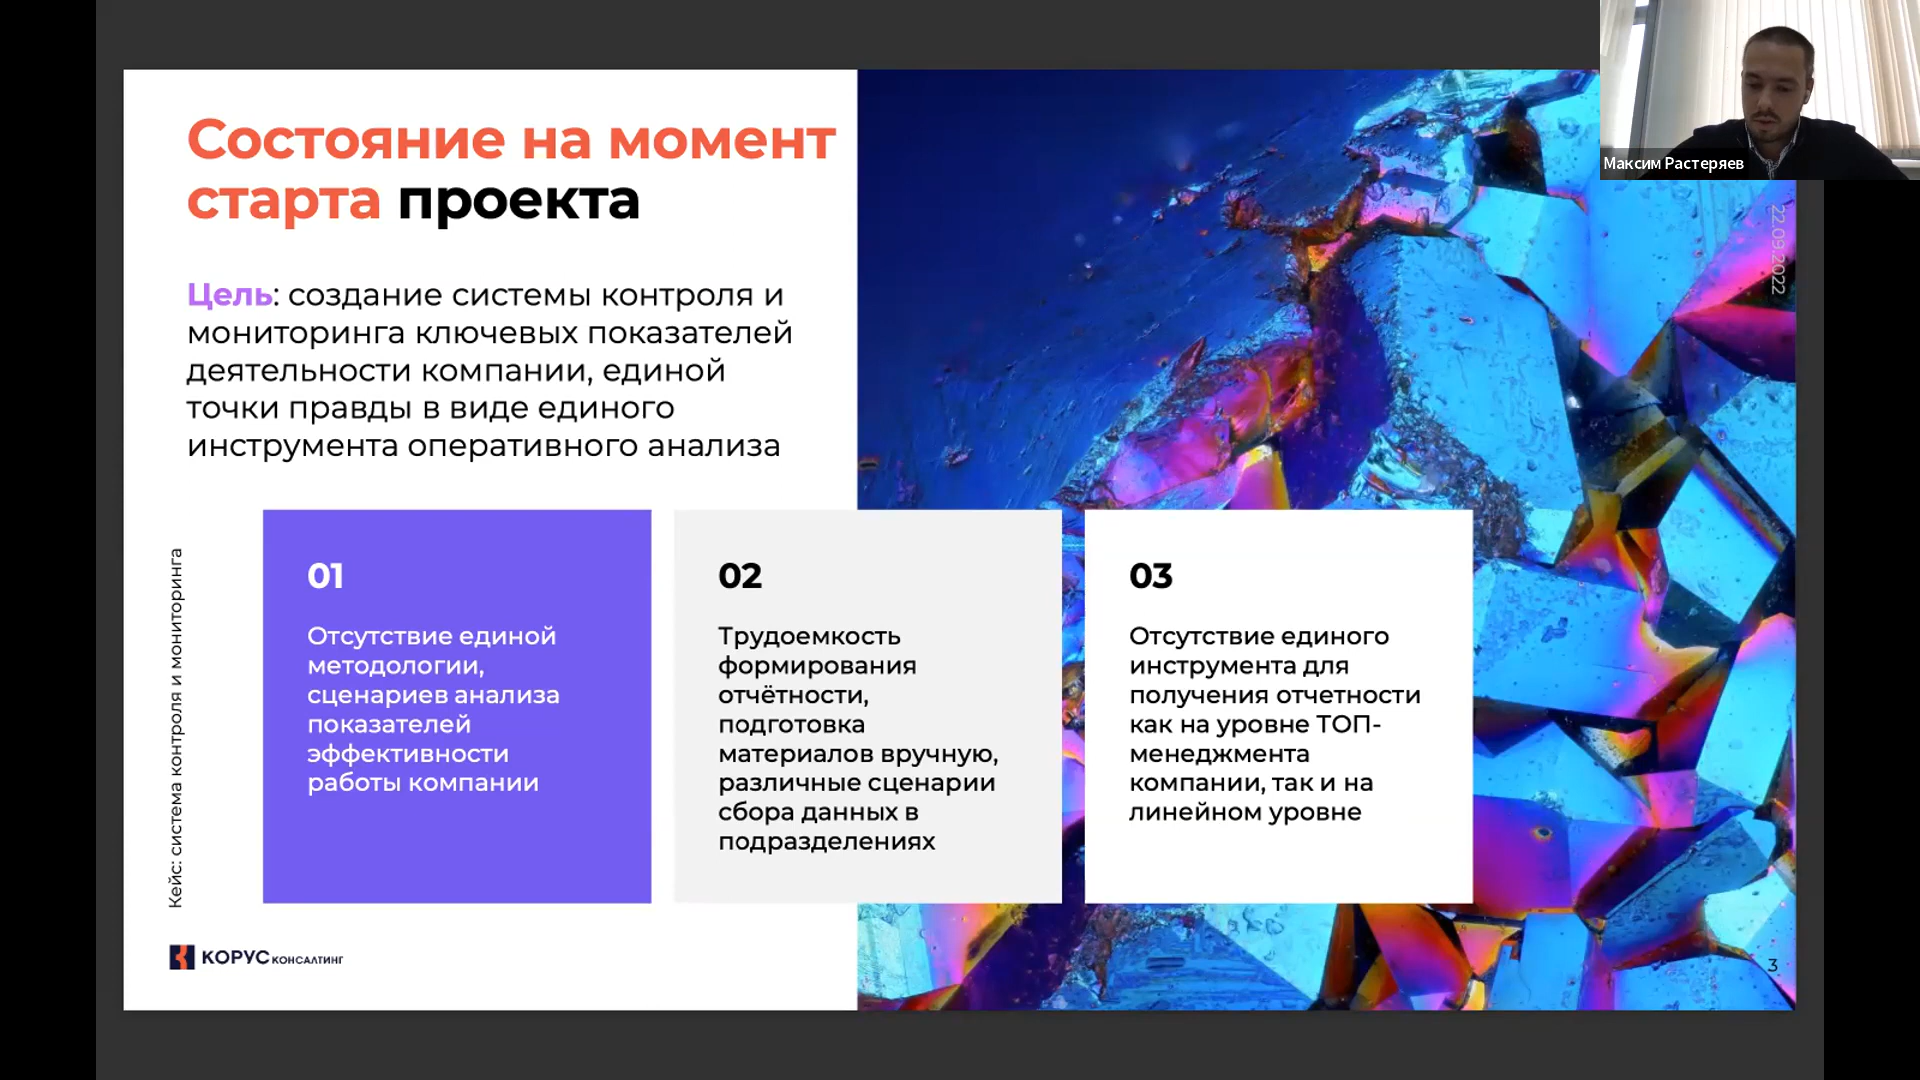 Состояние на момент
старта проекта
Цель: создание системы контроля и
мониторинга ключевых показателей
деятельности компании, единой
точки правды в виде единого
инструмента оперативного анализа
01
Отсутствие единой
методологии,
сценариев анализа
показателей
эффективности
работы компании
02
Трудоемкость
формирования
отчётности,
подготовка
материалов вручную,
различные сценарии
сбора данных в
подразделениях
03
Отсутствие единого
инструмента для
получения отчетности
как на уровне ТОП-
менеджмента
компании, так и на
линейном уровне
Кейс: система контроля и мониторинга
КОРУС КОНСАЛТИНГ
Максим Растеряев
22.09.2022
3